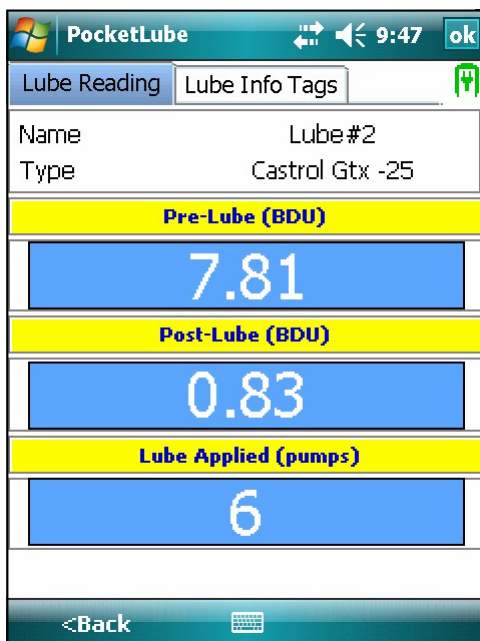 PocketLube 9:47 ok
Lube Reading Lube Info Tags
Name Lube#2
Type Castrol Gtx -25
Pre-Lube (BDU)
7.81
Post-Lube (BDU)
0.83
Lube Applied (pumps)
6
<Back